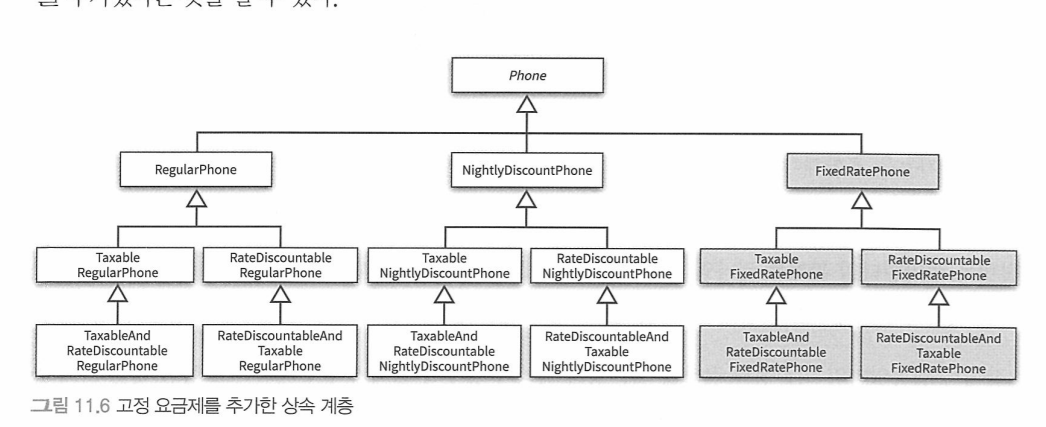 Phone
RegularPhone
NightlyDiscountPhone
FixedRatePhone
Taxable
RegularPhone
RateDiscountable
RegularPhone
Taxable
NightlyDiscountPhone
RateDiscountable
NightlyDiscountPhone
Taxable
FixedRatePhone
RateDiscountable
FixedRatePhone
TaxableAnd
RateDiscountable
RegularPhone
RateDiscountableAnd
Taxable
RegularPhone
TaxableAnd
RateDiscountable
NightlyDiscountPhone
RateDiscountableAnd
Taxable
NightlyDiscountPhone
TaxableAnd
RateDiscountable
FixedRatePhone
RateDiscountableAnd
Taxable
FixedRatePhone
그림 11.6 고정 요금제를 추가한 상속 계층